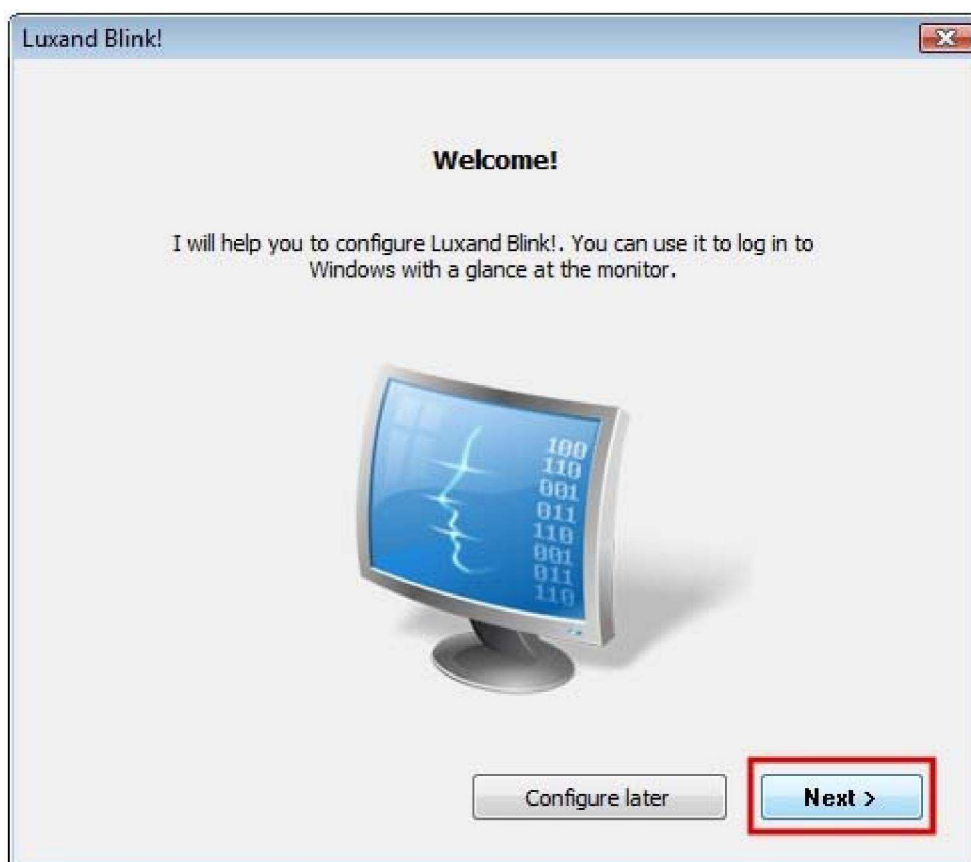 Luxand Blink!
Welcome!
I will help you to configure Luxand Blink!. You can use it to log in to
Windows with a glance at the monitor.
100
110
001
011
110
001
011
110
Configure later
Next >